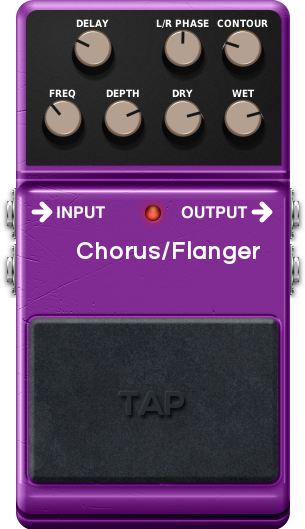 DELAY L/R PHASE CONTOUR
FREQ DEPTH DRY WET
INPUT OUTPUT
Chorus/Flanger
TAP